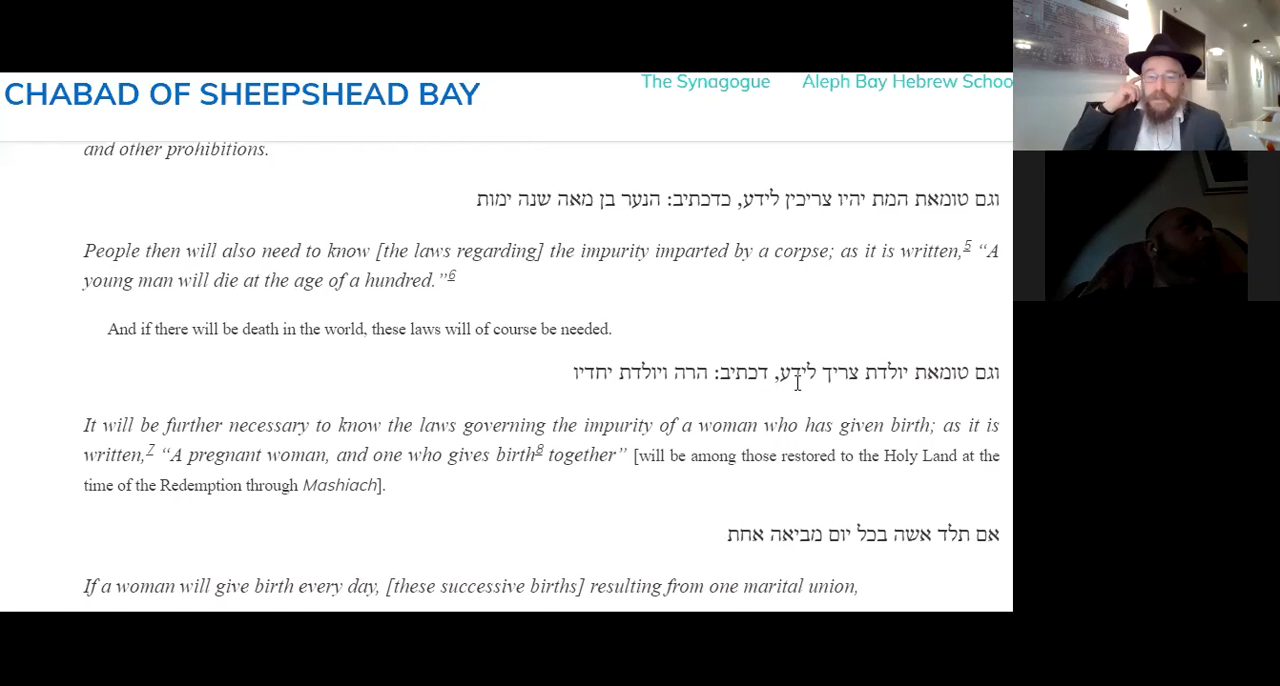 CHABAD OF SHEEPSHEAD BAY
The Synagogue Aleph Bay Hebrew Schoo
and other prohibitions.
וגם טומאת המת יהיו צריכין לידע, כדכתיב: הנער בן מאה שנה ימות
People then will also need to know [the laws regarding] the impurity imparted by a corpse; as it is written,5 “A
young man will die at the age of a hundred.”6
And if there will be death in the world, these laws will of course be needed.
וגם טומאת יולדת צריך לידע, דכתיב: הרה ויולדת יחדיו
It will be further necessary to know the laws governing the impurity of a woman who has given birth; as it is
written,7 “A pregnant woman, and one who gives birth8 together” [will be among those restored to the Holy Land at the
time of the Redemption through Mashiach].
אם תלד אשה בכל יום מביאה אחת
If a woman will give birth every day, [these successive births] resulting from one marital union,